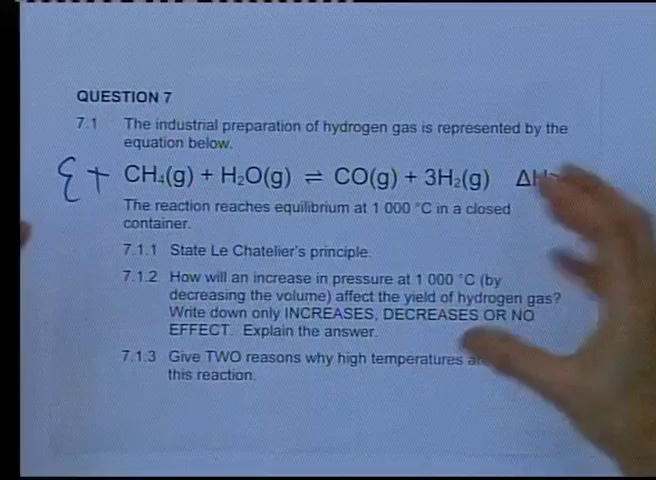 QUESTION 7
7.1 The industrial preparation of hydrogen gas is represented by the
equation below.
ξ + CH₄(g) + H₂O(g) ⇌ CO(g) + 3H₂(g) ΔH>
The reaction reaches equilibrium at 1 000 °C in a closed
container.
7.1.1 State Le Chatelier's principle.
7.1.2 How will an increase in pressure at 1 000 °C (by
decreasing the volume) affect the yield of hydrogen gas?
Write down only INCREASES, DECREASES OR NO
EFFECT. Explain the answer.
7.1.3 Give TWO reasons why high temperatures
this reaction.